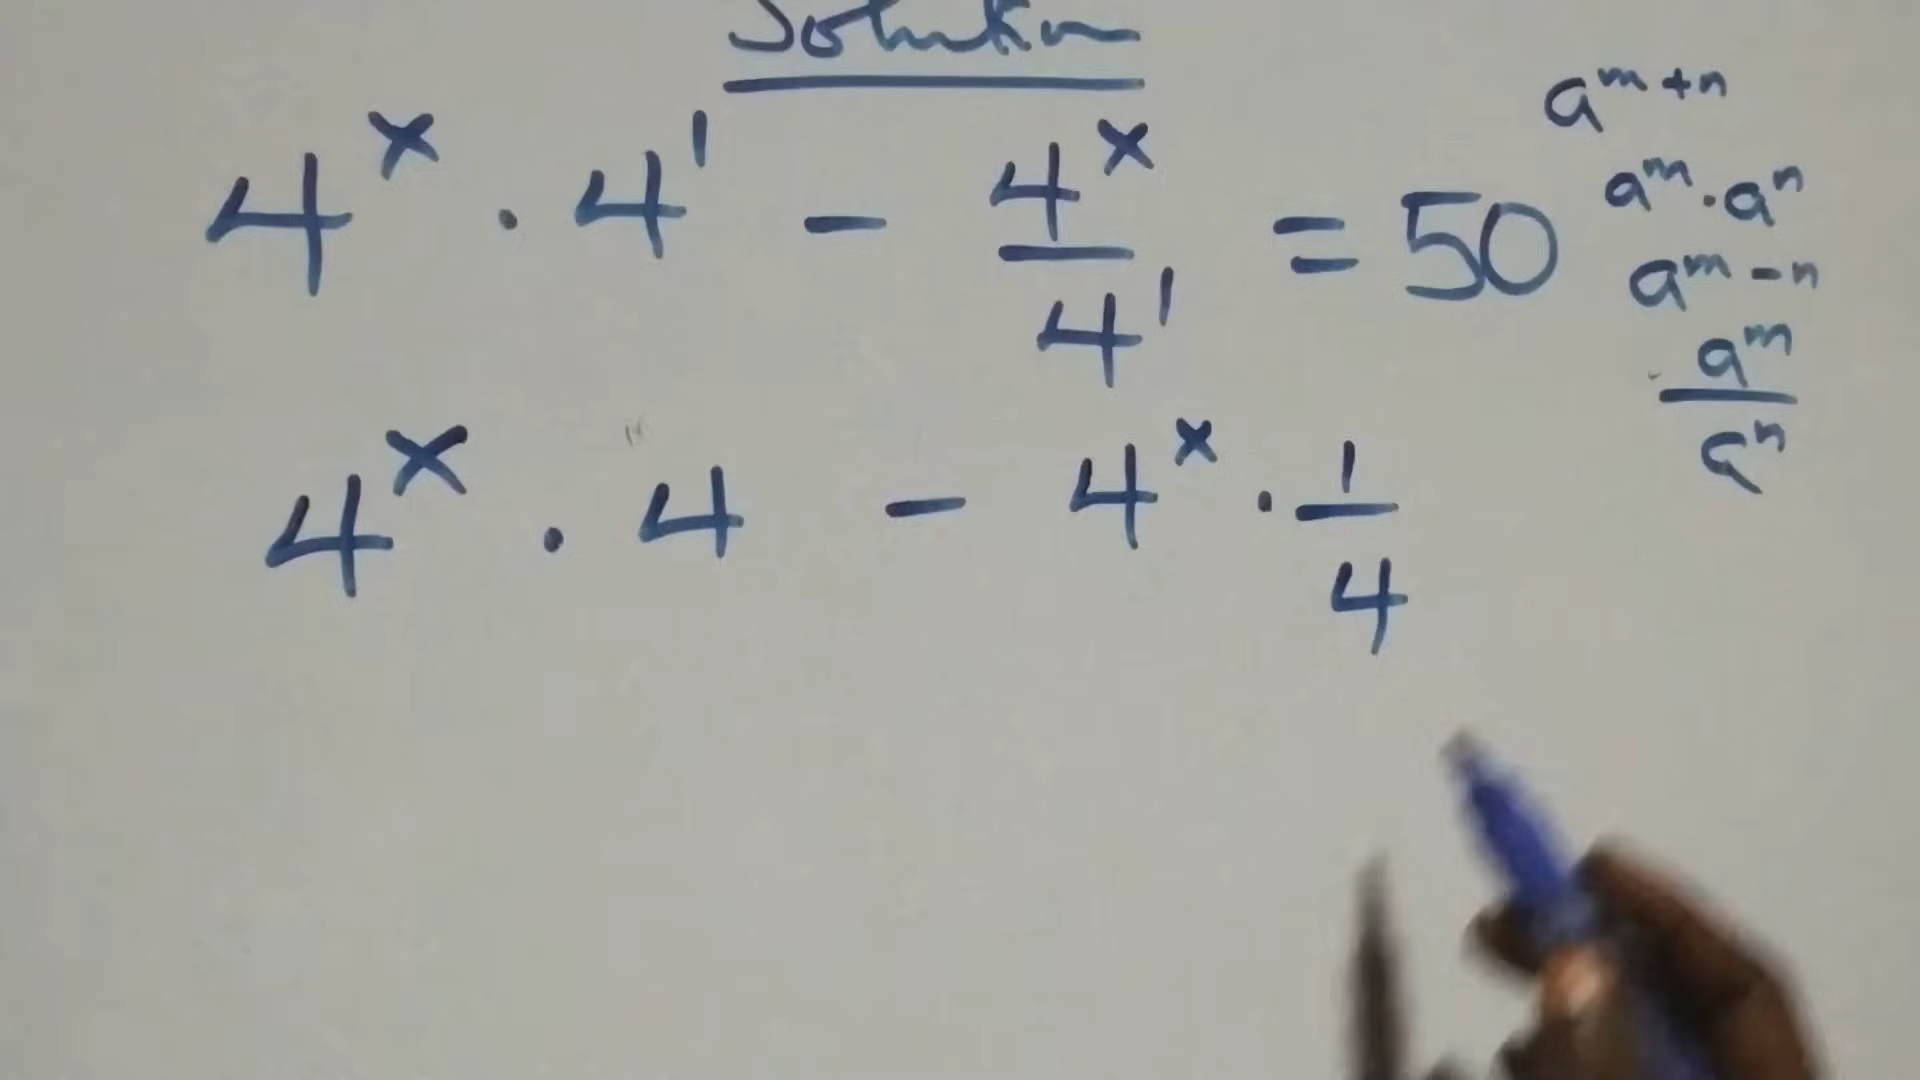 Solution
4^x · 4^1 - 4^x/4^1 = 50
4^x · 4 - 4^x · 1/4
a^{m+n}
a^m · a^n
a^{m-n}
a^m/a^n